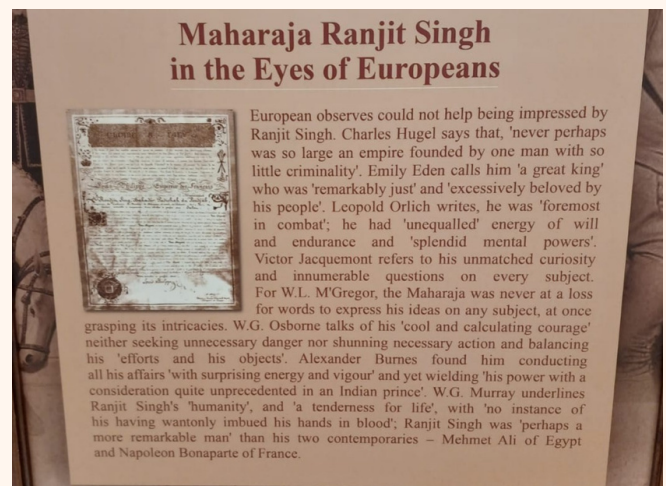 Maharaja Ranjit Singh
in the Eyes of Europeans
European observes could not help being impressed by
Ranjit Singh. Charles Hugel says that, 'never perhaps
was so large an empire founded by one man with so
little criminality'. Emily Eden calls him 'a great king'
who was 'remarkably just' and 'excessively beloved by
his people'. Leopold Orlich writes, he was 'foremost
in combat'; he had 'unequalled' energy of will
and endurance and 'splendid mental powers'.
Victor Jacquemont refers to his unmatched curiosity
and innumerable questions on every subject.
For W.L. M'Gregor, the Maharaja was never at a loss
for words to express his ideas on any subject, at once
grasping its intricacies. W.G. Osborne talks of his 'cool and calculating courage'
neither seeking unnecessary danger nor shunning necessary action and balancing
his 'efforts and his objects'. Alexander Burnes found him conducting
all his affairs 'with surprising energy and vigour' and yet wielding 'his power with a
consideration quite unprecedented in an Indian prince'. W.G. Murray underlines
Ranjit Singh's 'humanity', and 'a tenderness for life', with 'no instance of
his having wantonly imbued his hands in blood'; Ranjit Singh was 'perhaps a
more remarkable man' than his two contemporaries – Mehmet Ali of Egypt
and Napoleon Bonaparte of France.